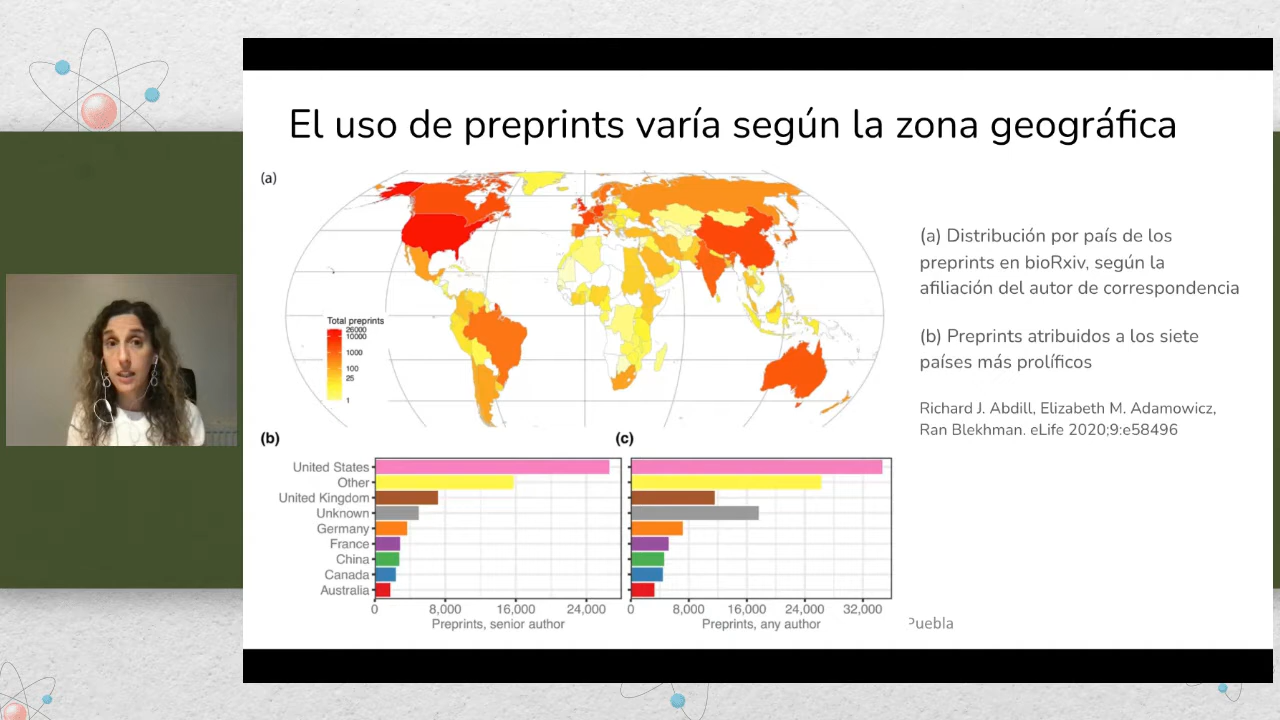 El uso de preprints varía según la zona geográfica
(a)
(a) Distribución por país de los
preprints en bioRxiv, según la
afiliación del autor de correspondencia
(b) Preprints atribuidos a los siete
países más prolíficos
Richard J. Abdill, Elizabeth M. Adamowicz,
Ran Blekhman. eLife 2020;9:e58496
Total preprints
26000
10000
1000
100
25
1
(b)
United States
Other
United Kingdom
Unknown
Germany
France
China
Canada
Australia
0 8,000 16,000 24,000
Preprints, senior author
(c)
0 8,000 16,000 24,000 32,000
Preprints, any author
Puebla